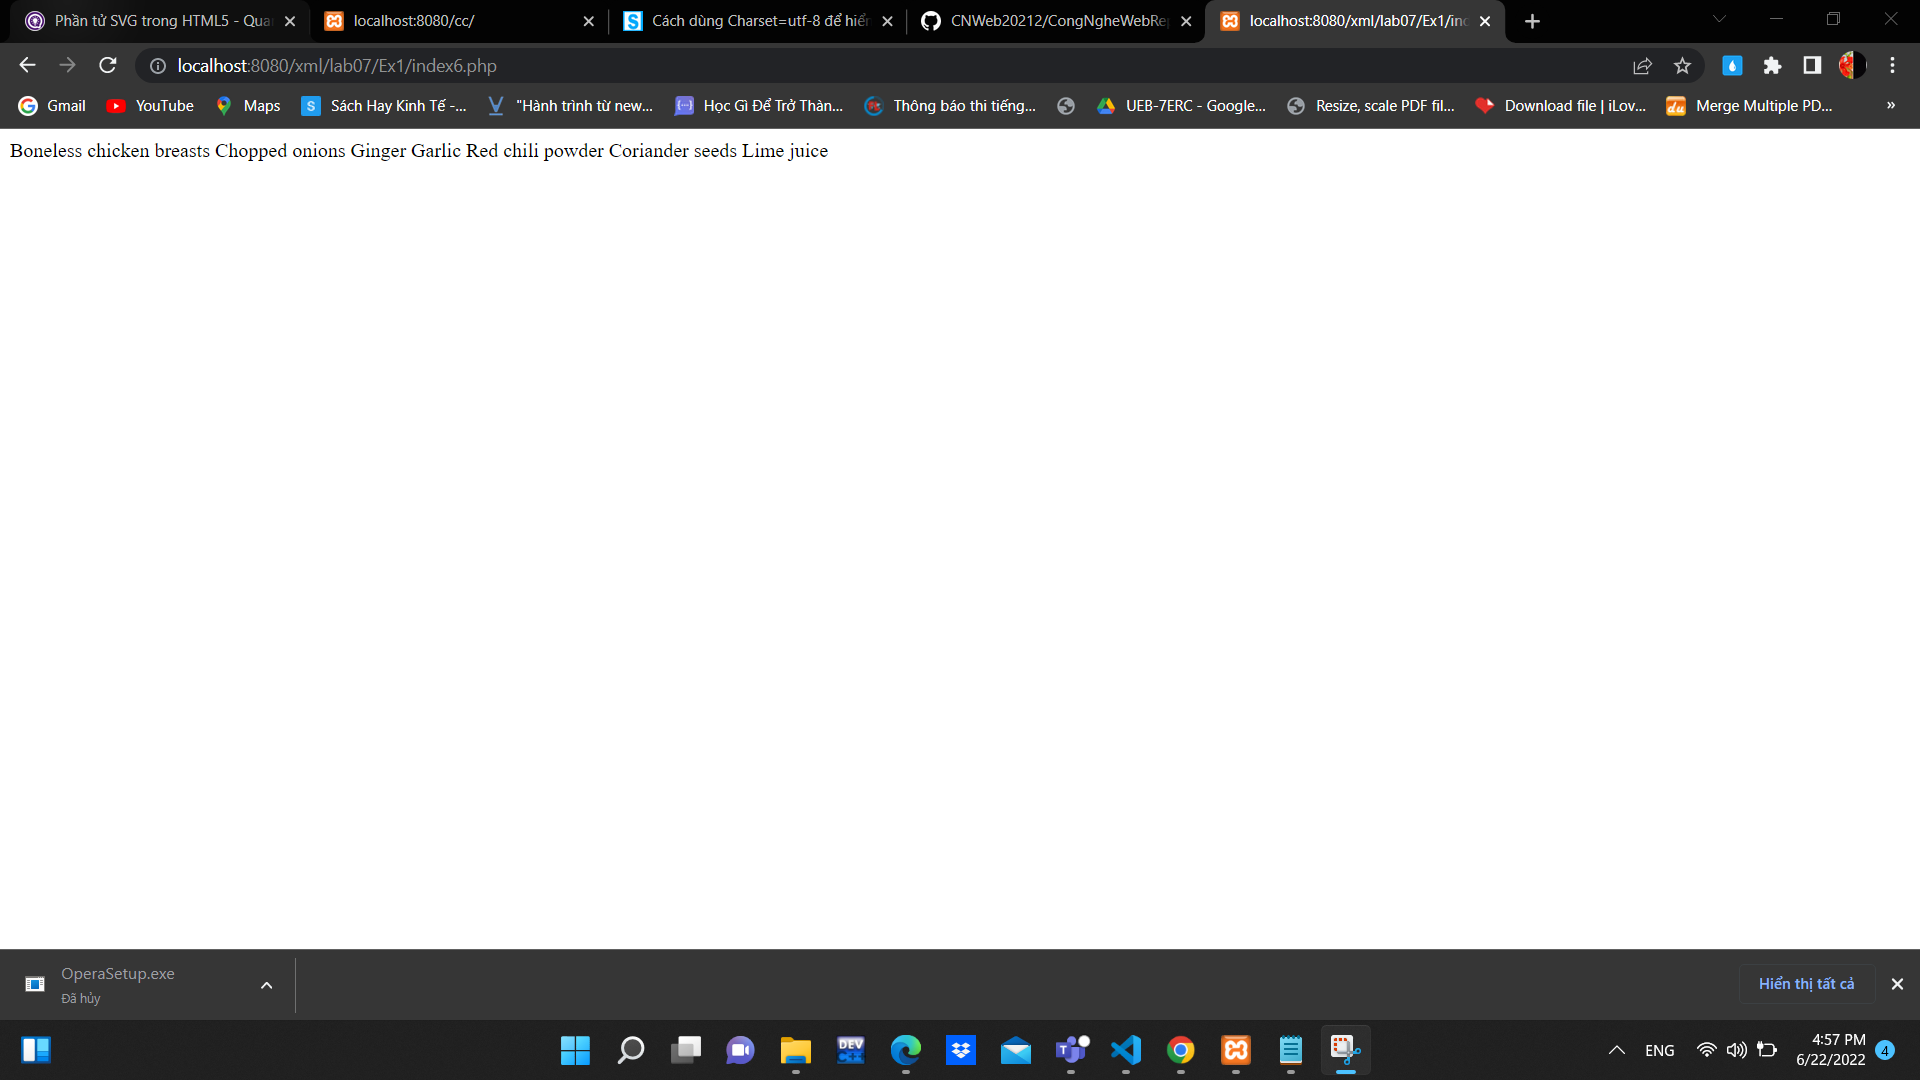 Phần tử SVG trong HTML5 - Qua
localhost:8080/cc/
Cách dùng Charset=utf-8 để hiển
CNWeb20212/CongNgheWebRep
localhost:8080/xml/lab07/Ex1/inc
localhost:8080/xml/lab07/Ex1/index6.php
Gmail
YouTube
Maps
S
Sách Hay Kinh Tế -...
"Hành trình từ new...
Học Gì Để Trở Thàn...
Thông báo thi tiếng...
UEB-7ERC - Google...
Resize, scale PDF fil...
Download file | iLov...
du
Merge Multiple PD...
»
Boneless chicken breasts Chopped onions Ginger Garlic Red chili powder Coriander seeds Lime juice
OperaSetup.exe
Đã hủy
Hiển thị tất cả
DEV
C++
T
ENG
4:57 PM
6/22/2022
4